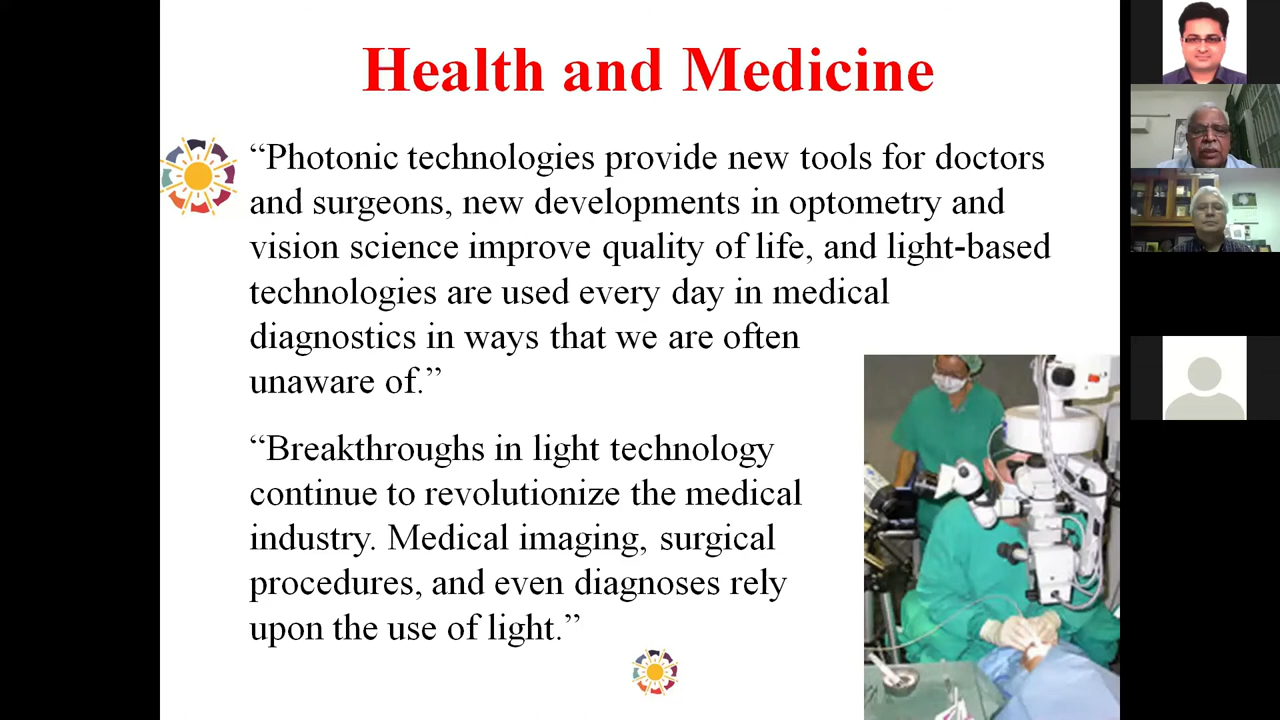 Health and Medicine
“Photonic technologies provide new tools for doctors
and surgeons, new developments in optometry and
vision science improve quality of life, and light-based
technologies are used every day in medical
diagnostics in ways that we are often
unaware of.”
“Breakthroughs in light technology
continue to revolutionize the medical
industry. Medical imaging, surgical
procedures, and even diagnoses rely
upon the use of light.”